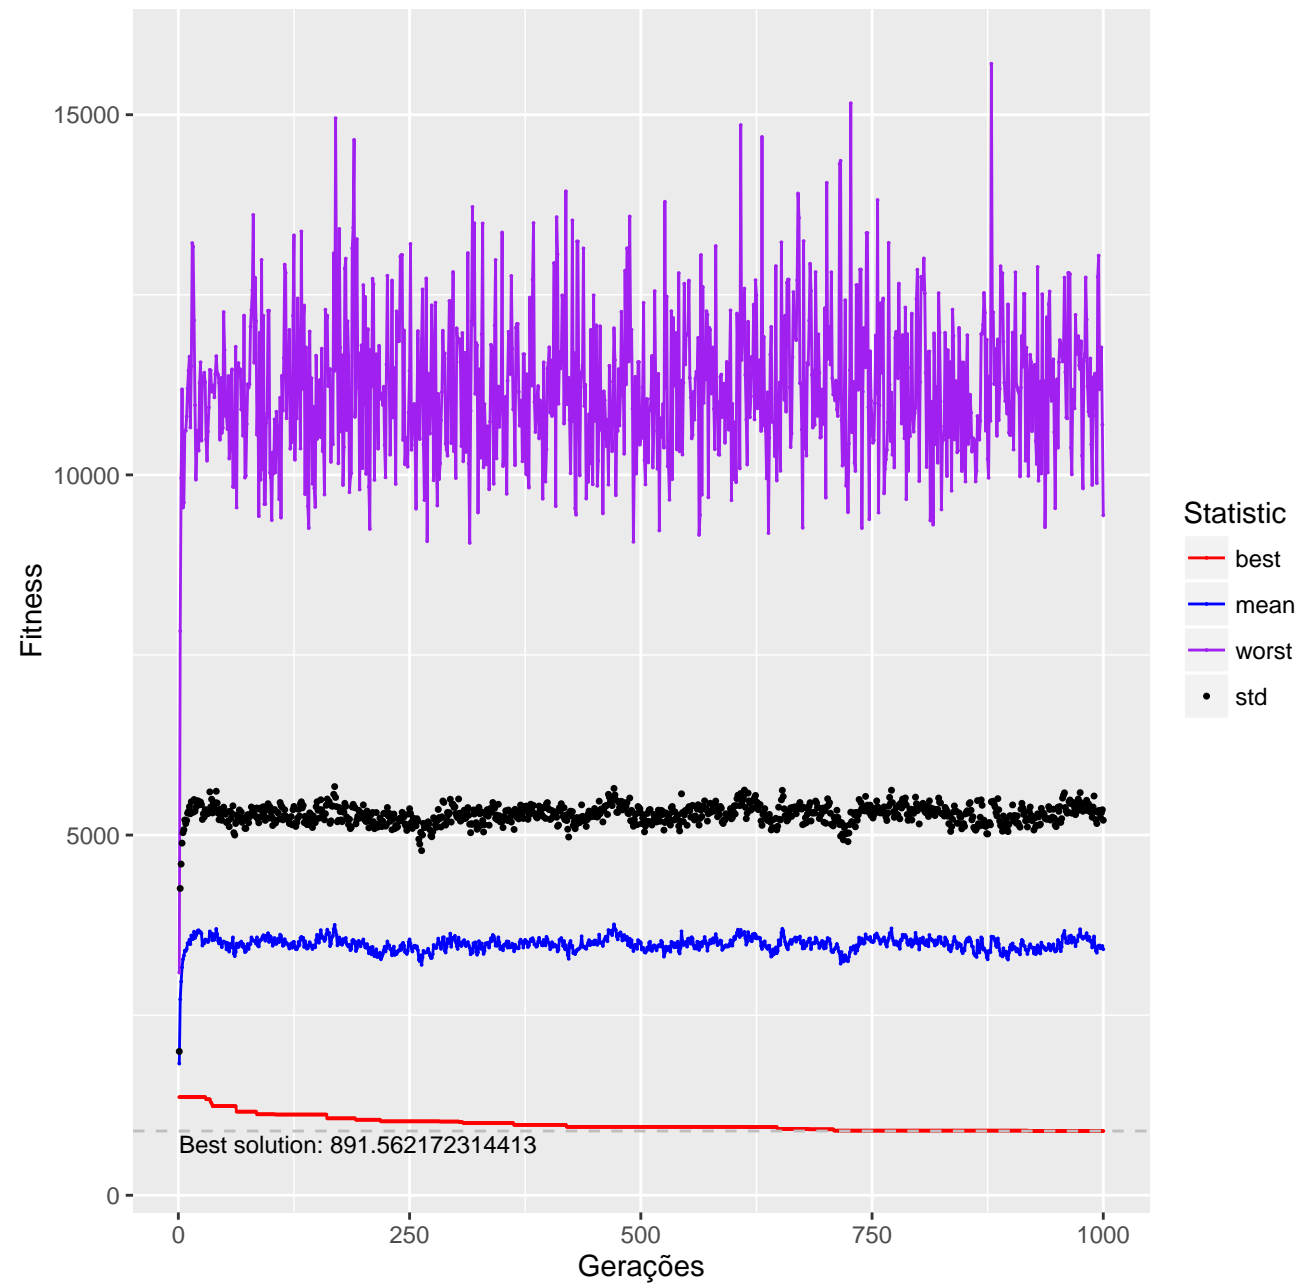 Fitness
15000
10000
5000
0
Best solution: 891.562172314413
0
250
500
750
1000
Gerações
Statistic
best
mean
worst
std